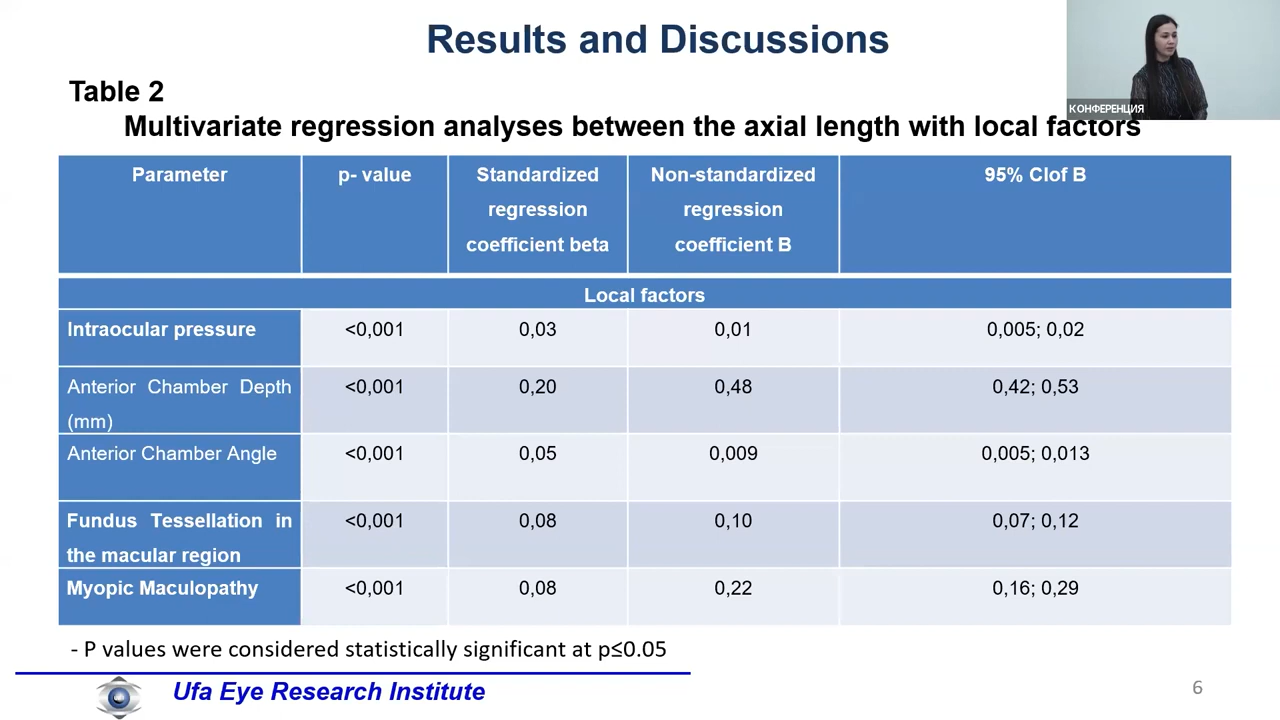 Results and Discussions
КОНФЕРЕНЦИЯ
Table 2
Multivariate regression analyses between the axial length with local factors
Parameter p- value Standardized regression coefficient beta Non-standardized regression coefficient B 95% CIof B
Local factors
Intraocular pressure <0,001 0,03 0,01 0,005; 0,02
Anterior Chamber Depth (mm) <0,001 0,20 0,48 0,42; 0,53
Anterior Chamber Angle <0,001 0,05 0,009 0,005; 0,013
Fundus Tessellation in the macular region <0,001 0,08 0,10 0,07; 0,12
Myopic Maculopathy <0,001 0,08 0,22 0,16; 0,29
- P values were considered statistically significant at p≤0.05
Ufa Eye Research Institute
6